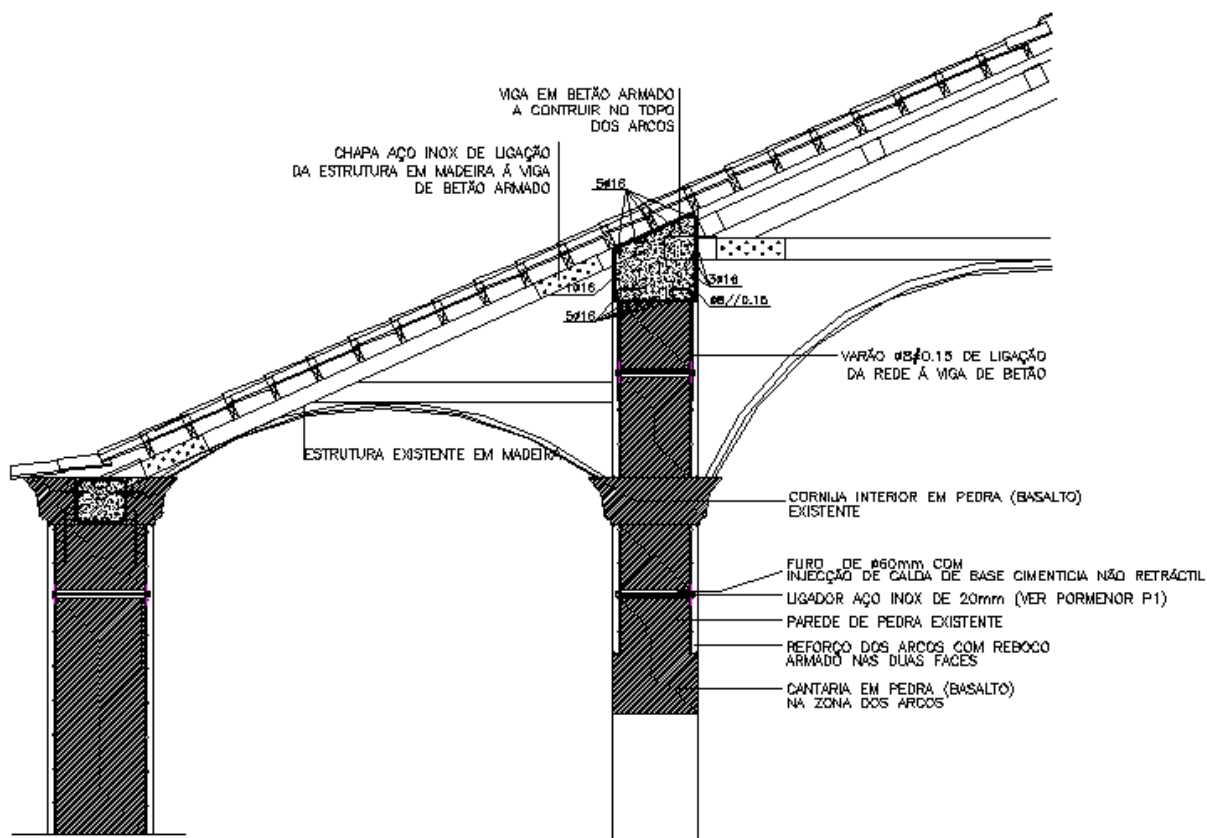 VIGA EM BETÃO ARMADO
A CONTRUIR NO TOPO
DOS ARCOS
CHAPA AÇO INOX DE LIGAÇÃO
DA ESTRUTURA EM MADEIRA Á VIGA
DE BETÃO ARMADO
5ø16
1ø16
3ø16
ø8//0.15
5ø16
VARÃO ø8//0.15 DE LIGAÇÃO
DA REDE Á VIGA DE BETÃO
ESTRUTURA EXISTENTE EM MADEIRA
CORNIJA INTERIOR EM PEDRA (BASALTO)
EXISTENTE
FURO DE ø60mm COM
INJECÇÃO DE CALDA DE BASE CIMENTICIA NÃO RETRÁCTIL
LIGADOR AÇO INOX DE 20mm (VER PORMENOR P1)
PAREDE DE PEDRA EXISTENTE
REFORÇO DOS ARCOS COM REBOCO
ARMADO NAS DUAS FACES
CANTARIA EM PEDRA (BASALTO)
NA ZONA DOS ARCOS